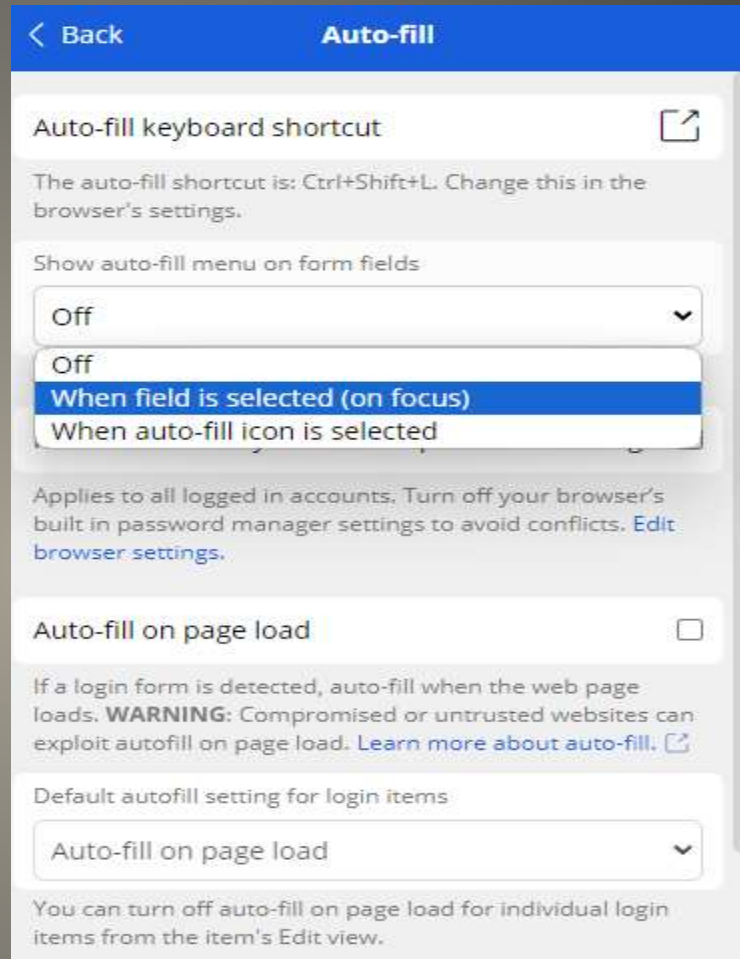 Back
Auto-fill
Auto-fill keyboard shortcut
The auto-fill shortcut is: Ctrl+Shift+L. Change this in the
browser's settings.
Show auto-fill menu on form fields
Off
Off
When field is selected (on focus)
When auto-fill icon is selected
Applies to all logged in accounts. Turn off your browser's
built in password manager settings to avoid conflicts. Edit
browser settings.
Auto-fill on page load
If a login form is detected, auto-fill when the web page
loads. WARNING: Compromised or untrusted websites can
exploit autofill on page load. Learn more about auto-fill.
Default autofill setting for login items
Auto-fill on page load
You can turn off auto-fill on page load for individual login
items from the item's Edit view.